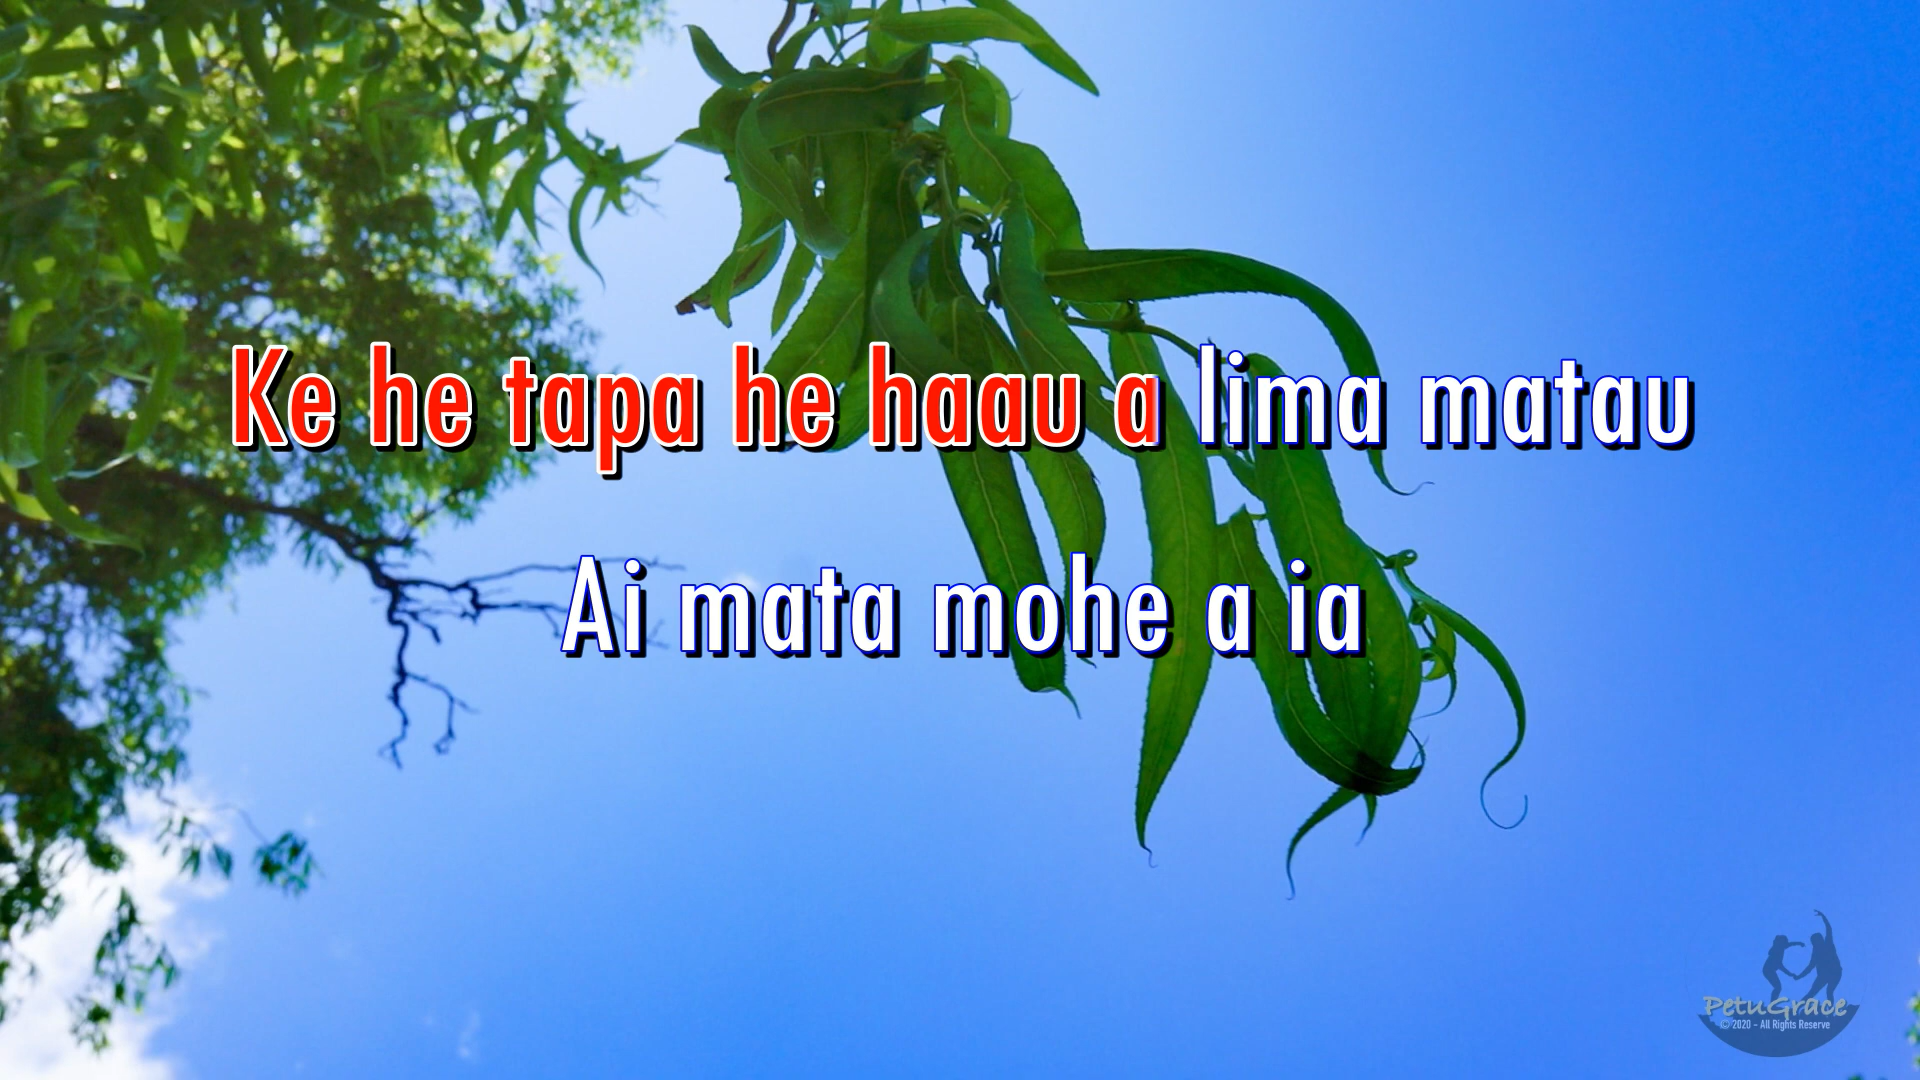 Ke he tapa he haau a lima matau
Ai mata mohe a ia
PetuGrace
© 2020 - All Rights Reserve